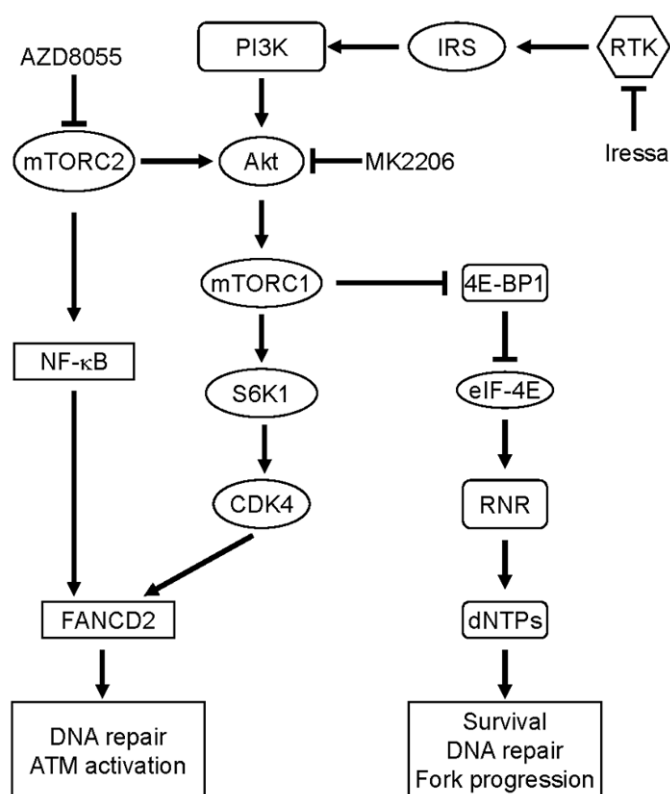 PI3K
IRS
RTK
AZD8055
mTORC2
Akt
MK2206
Iressa
mTORC1
4E-BP1
NF-κB
S6K1
eIF-4E
CDK4
RNR
FANCD2
dNTPs
DNA repair
ATM activation
Survival
DNA repair
Fork progression